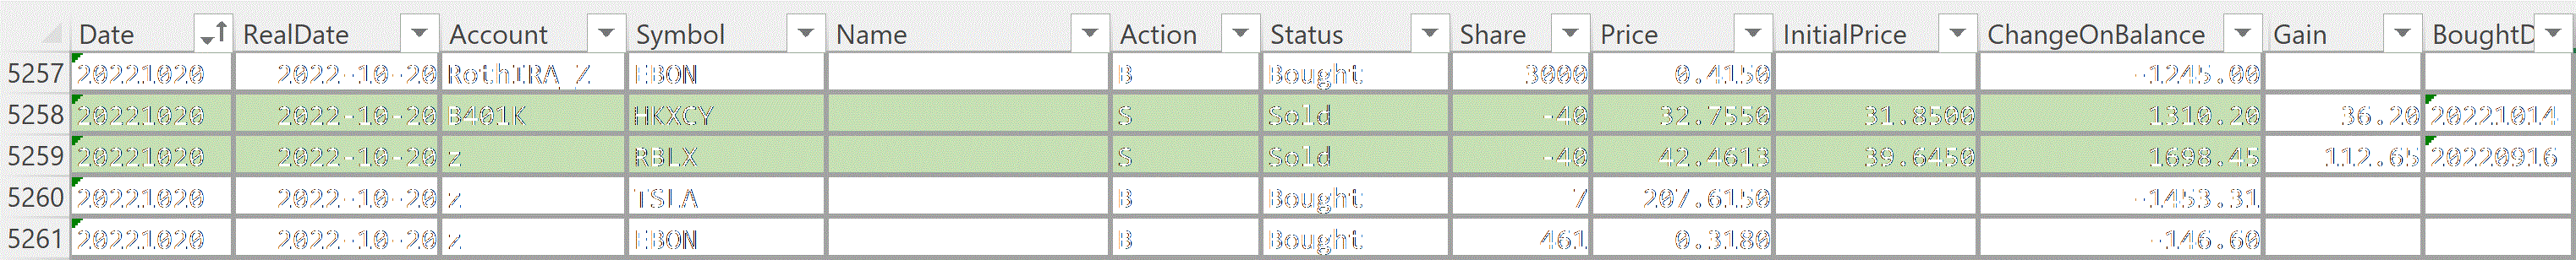 Date RealDate Account Symbol Name Action Status Share Price InitialPrice ChangeOnBalance Gain BoughtD
5257 20221020 2022-10-20 RothIRA_Z EBON B Bought 3000 0.4150 -1245.00
5258 20221020 2022-10-20 B401K HKXCY S Sold -40 32.7550 31.8500 1310.20 36.20 20221014
5259 20221020 2022-10-20 z RBLX S Sold -40 42.4613 39.6450 1698.45 112.65 20220916
5260 20221020 2022-10-20 z TSLA B Bought 7 207.6150 -1453.31
5261 20221020 2022-10-20 z EBON B Bought 461 0.3180 -146.60